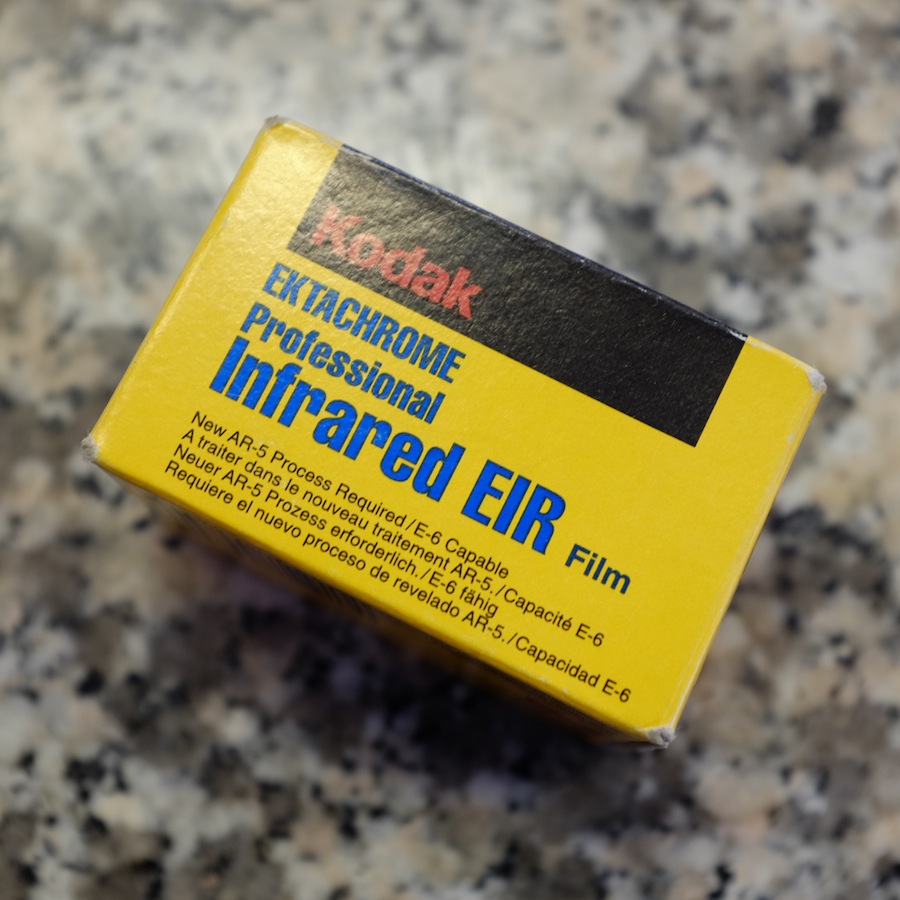 Kodak
EKTACHROME
Professional
Infrared EIR Film
New AR-5 Process Required/E-6 Capable
A traiter dans le nouveau traitement AR-5./Capacité E-6
Neuer AR-5 Prozess erforderlich./E-6 fähig
Requiere el nuevo proceso de revelado AR-5./Capacidad E-6